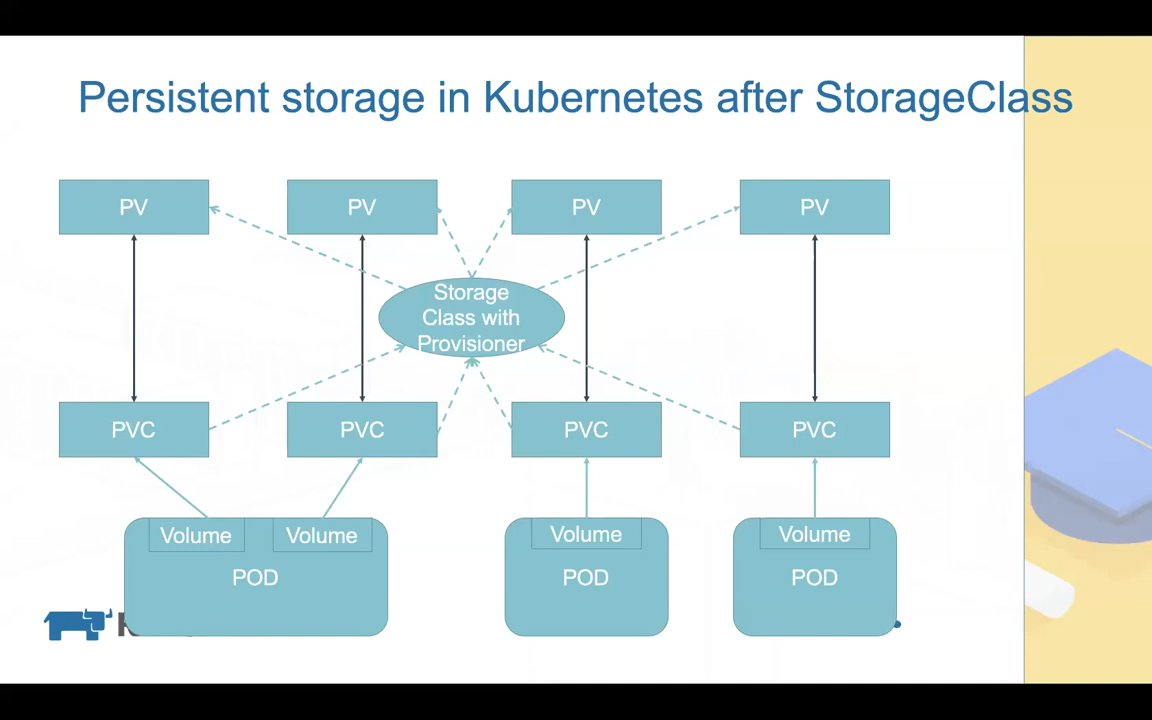 Persistent storage in Kubernetes after StorageClass
PV
PV
PV
PV
Storage
Class with
Provisioner
PVC
PVC
PVC
PVC
Volume
Volume
Volume
Volume
POD
POD
POD